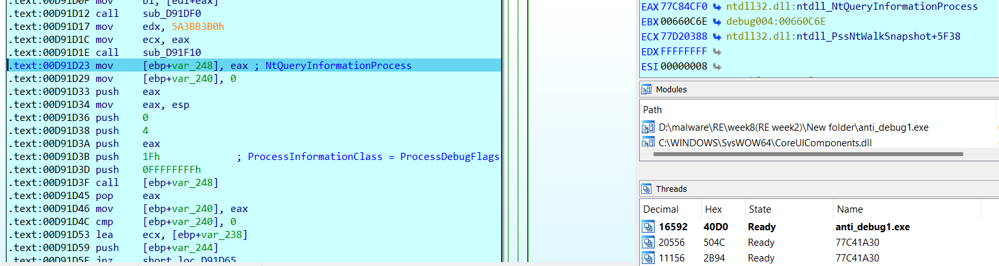 .text:00D91D0F mov bl, [edi+eax]
.text:00D91D12 call sub_D91DF0
.text:00D91D17 mov edx, 5A3BB3B0h
.text:00D91D1C mov ecx, eax
.text:00D91D1E call sub_D91F10
.text:00D91D23 mov [ebp+var_248], eax ; NtQueryInformationProcess
.text:00D91D29 mov [ebp+var_240], 0
.text:00D91D33 push eax
.text:00D91D34 mov eax, esp
.text:00D91D36 push 0
.text:00D91D38 push 4
.text:00D91D3A push eax
.text:00D91D3B push 1Fh ; ProcessInformationClass = ProcessDebugFlags
.text:00D91D3D push 0FFFFFFFFh
.text:00D91D3F call [ebp+var_248]
.text:00D91D45 pop eax
.text:00D91D46 mov [ebp+var_240], eax
.text:00D91D4C cmp [ebp+var_240], 0
.text:00D91D53 lea ecx, [ebp+var_238]
.text:00D91D59 push [ebp+var_244]
.text:00D91D5F jnz short loc_D91D65
EAX 77C84CF0 ntdll32.dll:ntdll_NtQueryInformationProcess
EBX 00660C6E debug004:00660C6E
ECX 77D20388 ntdll32.dll:ntdll_PssNtWalkSnapshot+5F38
EDX FFFFFFFF
ESI 00000008
Modules
Path
D:\malware\RE\week8(RE week2)\New folder\anti_debug1.exe
C:\WINDOWS\SysWOW64\CoreUIComponents.dll
Threads
Decimal Hex State Name
16592 40D0 Ready anti_debug1.exe
20556 504C Ready 77C41A30
11156 2B94 Ready 77C41A30